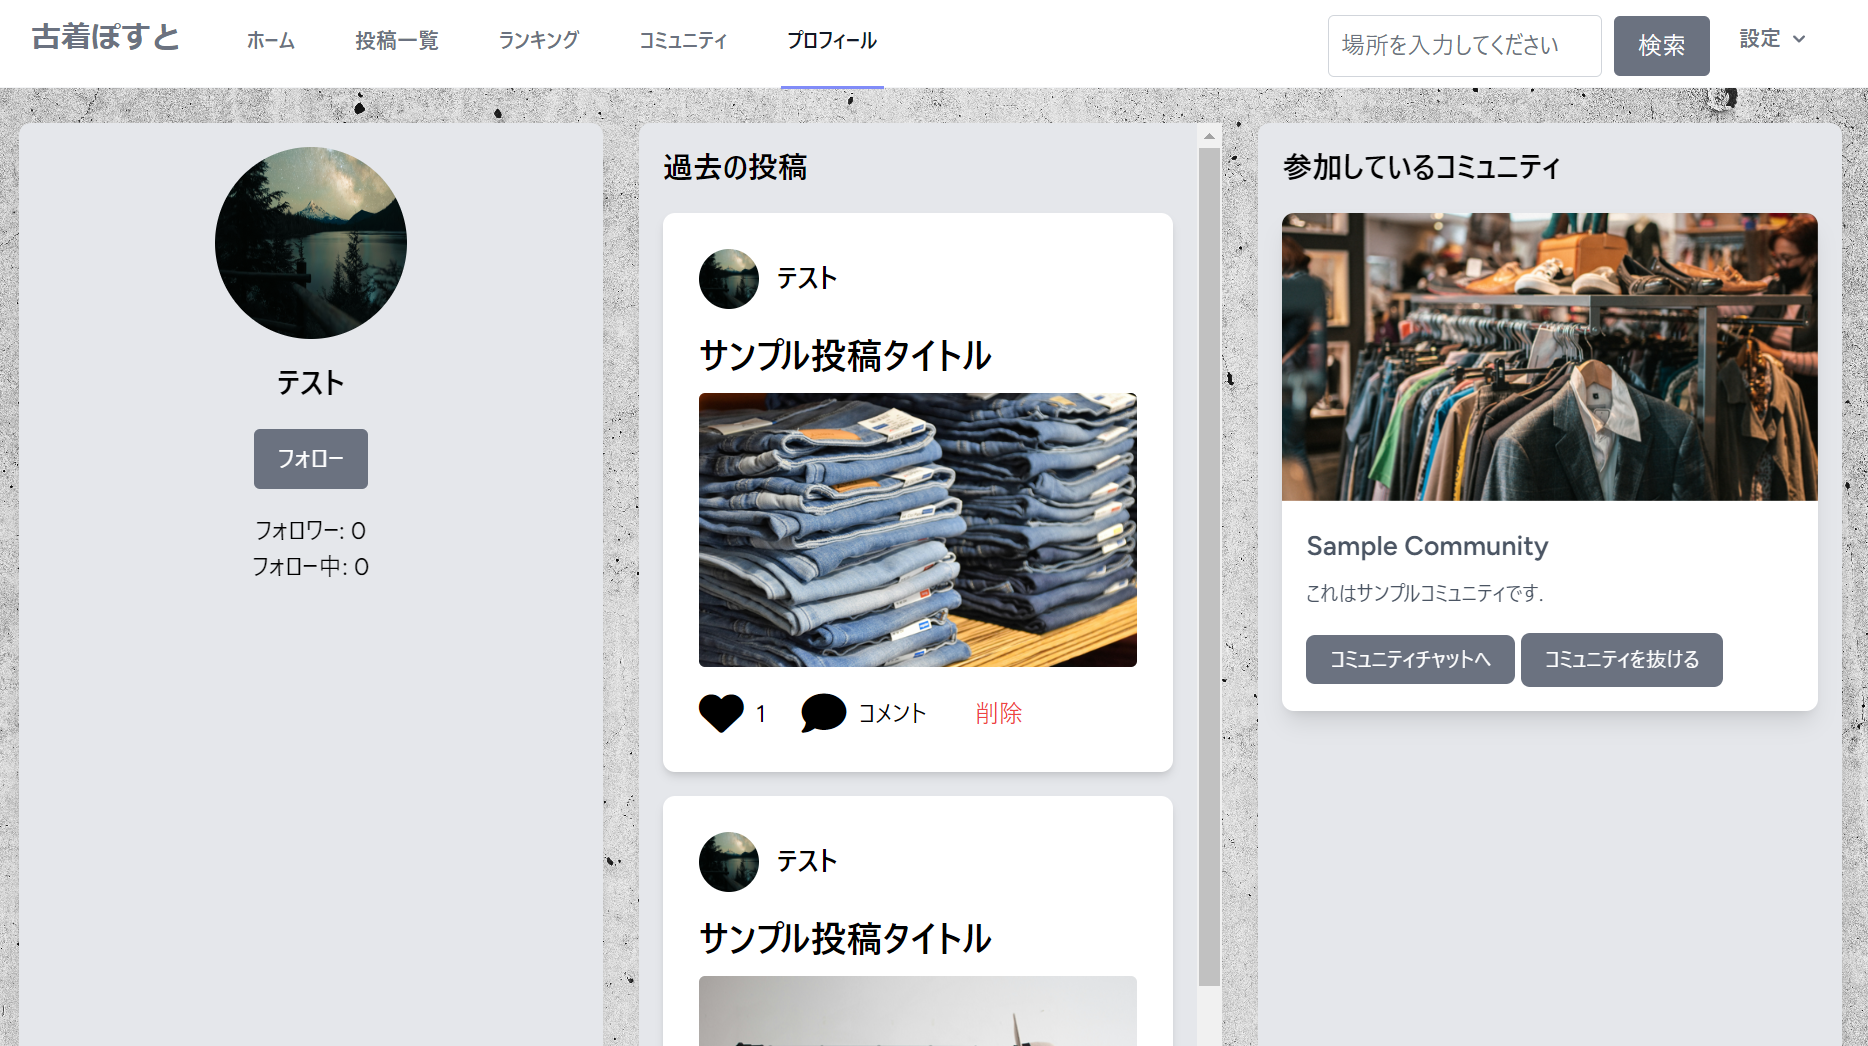 古着ぽすと
ホーム
投稿一覧
ランキング
コミュニティ
プロフィール
場所を入力してください
検索
設定
テスト
フォロー
フォロワー: 0
フォロー中: 0
過去の投稿
テスト
サンプル投稿タイトル
1
コメント
削除
テスト
サンプル投稿タイトル
参加しているコミュニティ
Sample Community
これはサンプルコミュニティです.
コミュニティチャットへ
コミュニティを抜ける